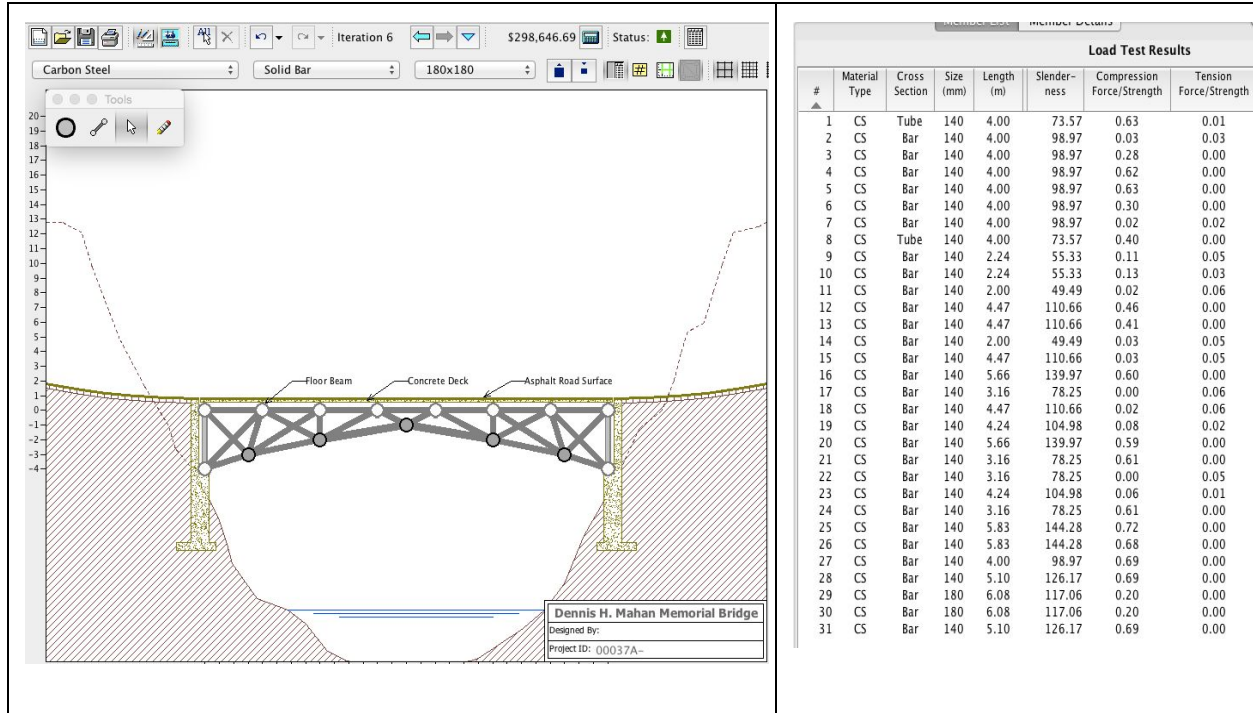 Iteration 6 $298,646.69 Status:
Carbon Steel Solid Bar 180x180
Tools
20
19
18
17
16
15
14
13
12
11
10
9
8
7
6
5
4
3
2
1
0
-1
-2
-3
-4
Floor Beam Concrete Deck Asphalt Road Surface
Dennis H. Mahan Memorial Bridge
Designed By:
Project ID: 00037A-
Member List Member Details
Load Test Results
# Material Type Cross Section Size (mm) Length (m) Slender-ness Compression Force/Strength Tension Force/Strength
1 CS Tube 140 4.00 73.57 0.63 0.01
2 CS Bar 140 4.00 98.97 0.03 0.03
3 CS Bar 140 4.00 98.97 0.28 0.00
4 CS Bar 140 4.00 98.97 0.62 0.00
5 CS Bar 140 4.00 98.97 0.63 0.00
6 CS Bar 140 4.00 98.97 0.30 0.00
7 CS Bar 140 4.00 98.97 0.02 0.02
8 CS Tube 140 4.00 73.57 0.40 0.00
9 CS Bar 140 2.24 55.33 0.11 0.05
10 CS Bar 140 2.24 55.33 0.13 0.03
11 CS Bar 140 2.00 49.49 0.02 0.06
12 CS Bar 140 4.47 110.66 0.46 0.00
13 CS Bar 140 4.47 110.66 0.41 0.00
14 CS Bar 140 2.00 49.49 0.03 0.05
15 CS Bar 140 4.47 110.66 0.03 0.05
16 CS Bar 140 5.66 139.97 0.60 0.00
17 CS Bar 140 3.16 78.25 0.00 0.06
18 CS Bar 140 4.47 110.66 0.02 0.06
19 CS Bar 140 4.24 104.98 0.08 0.02
20 CS Bar 140 5.66 139.97 0.59 0.00
21 CS Bar 140 3.16 78.25 0.61 0.00
22 CS Bar 140 3.16 78.25 0.00 0.05
23 CS Bar 140 4.24 104.98 0.06 0.01
24 CS Bar 140 3.16 78.25 0.61 0.00
25 CS Bar 140 5.83 144.28 0.72 0.00
26 CS Bar 140 5.83 144.28 0.68 0.00
27 CS Bar 140 4.00 98.97 0.69 0.00
28 CS Bar 140 5.10 126.17 0.69 0.00
29 CS Bar 180 6.08 117.06 0.20 0.00
30 CS Bar 180 6.08 117.06 0.20 0.00
31 CS Bar 140 5.10 126.17 0.69 0.00